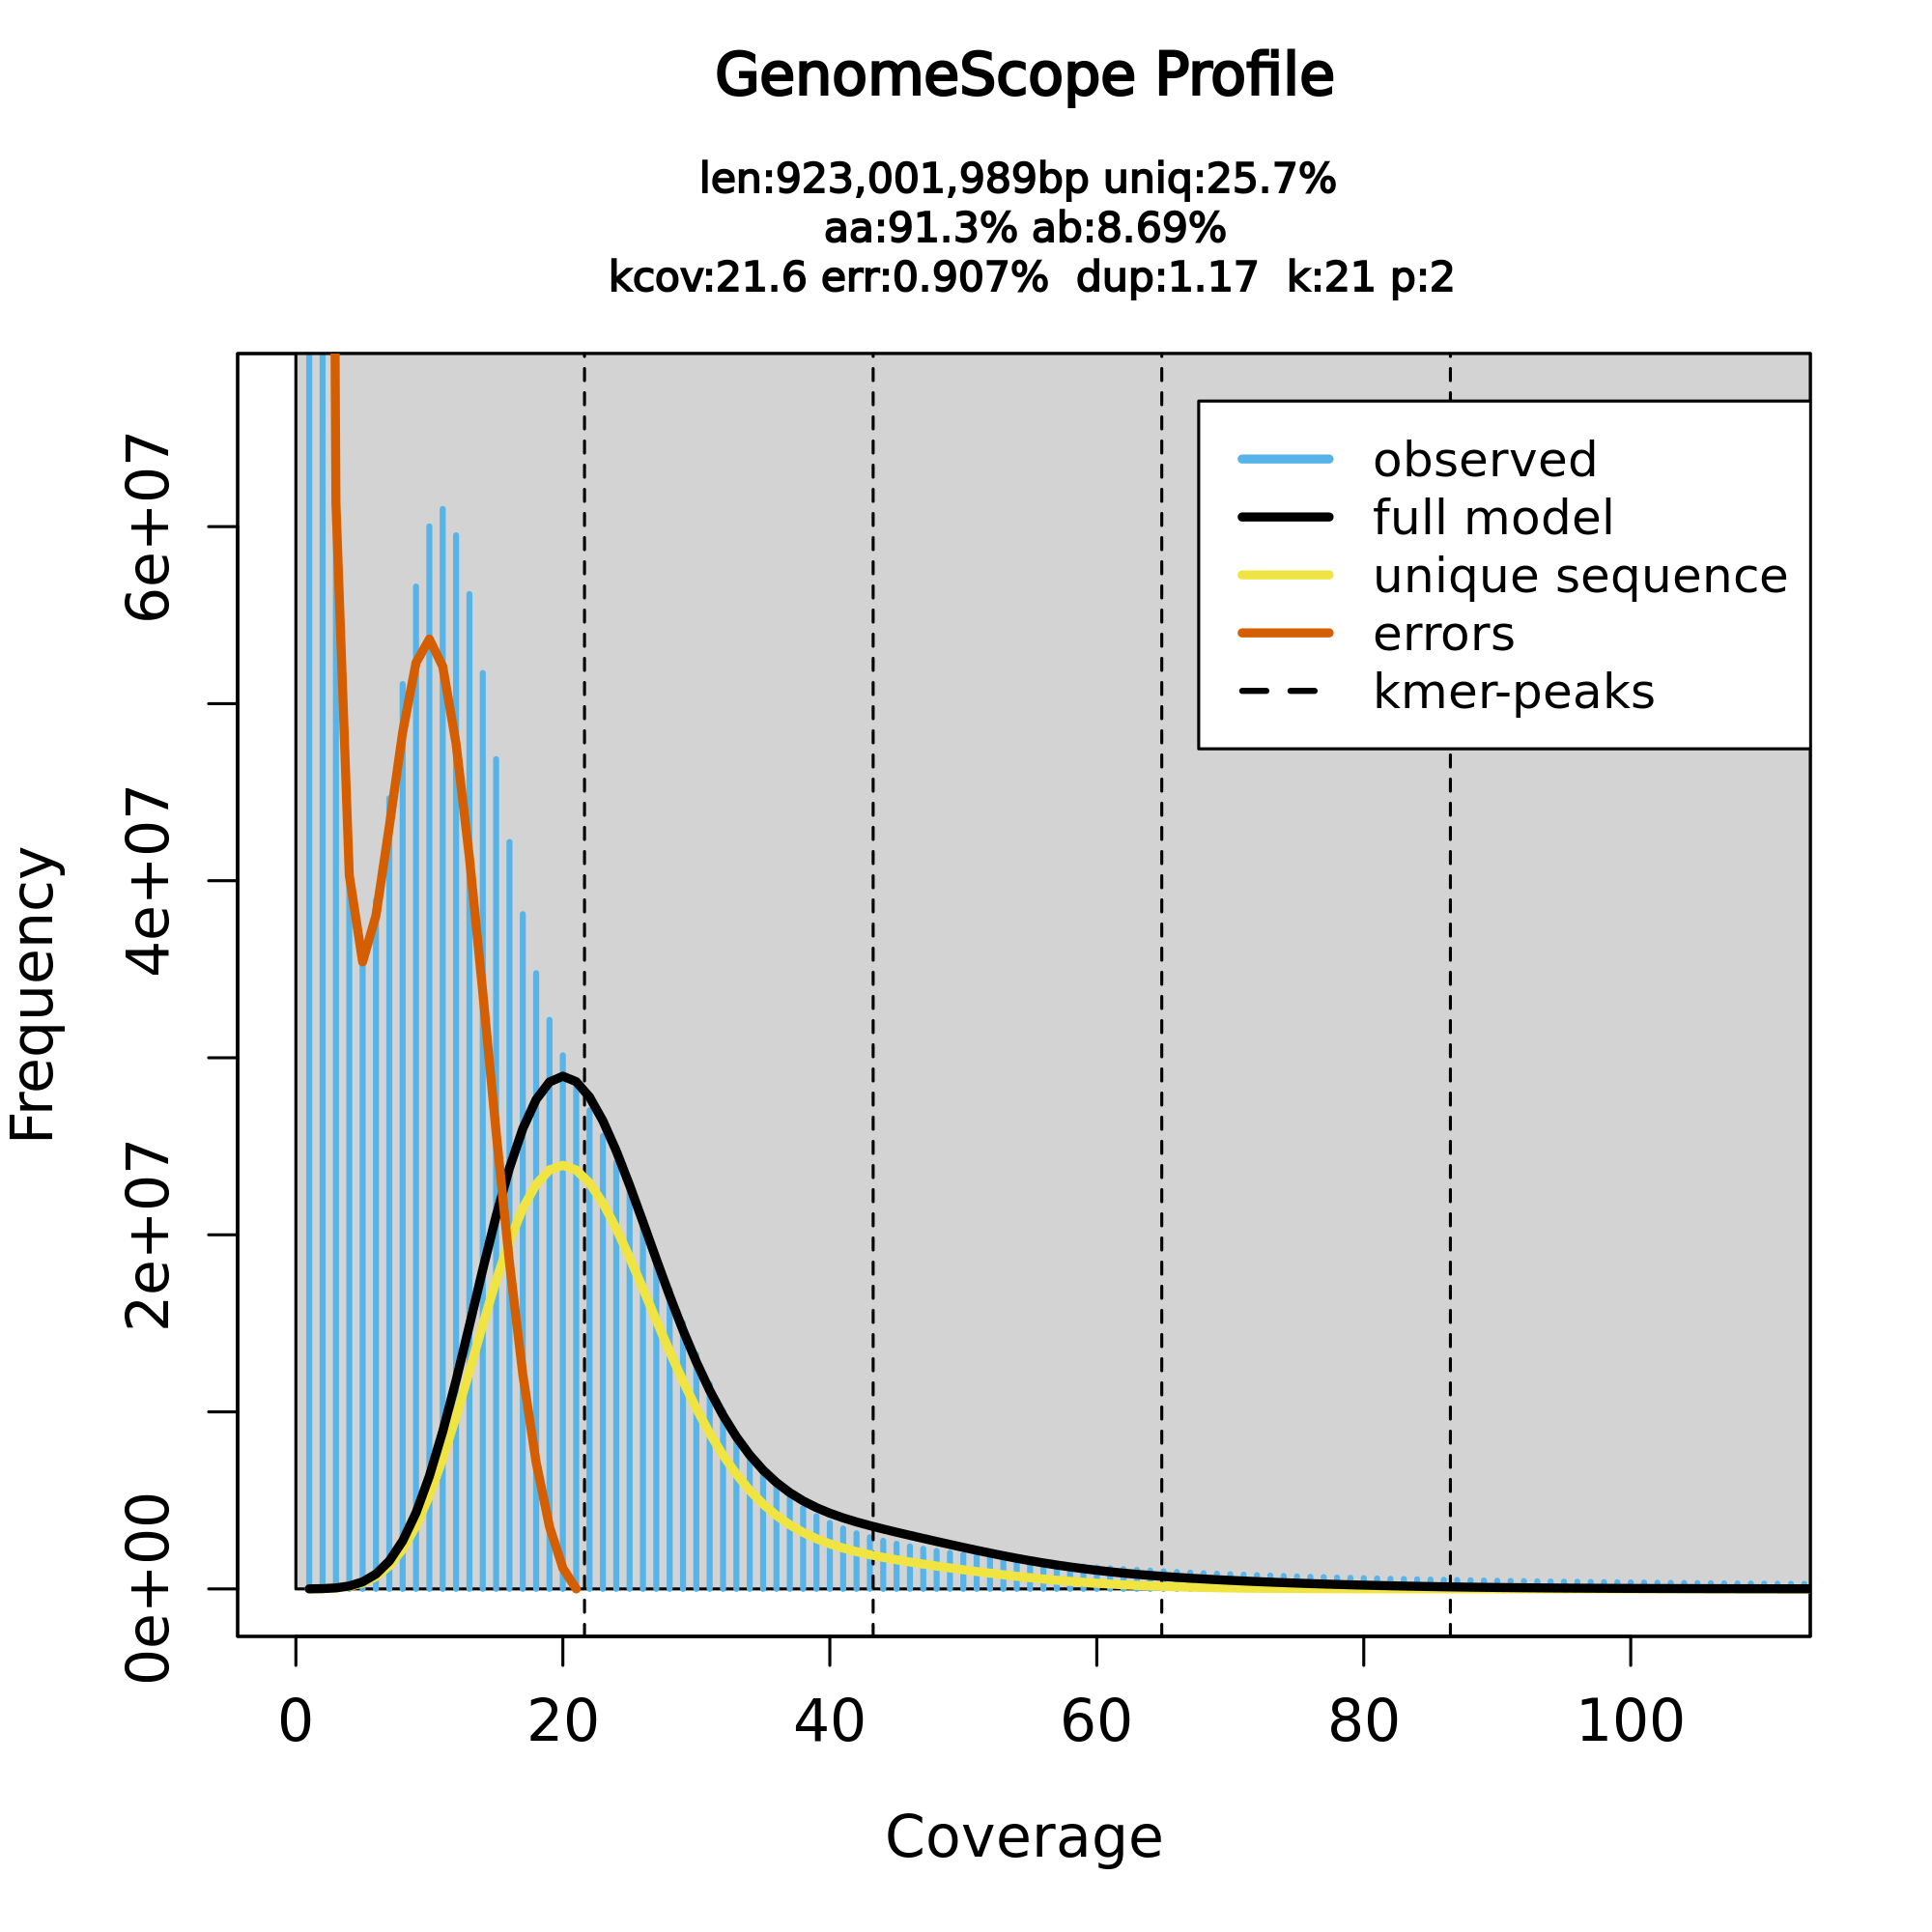 GenomeScope Profile
len:923,001,989bp uniq:25.7%
aa:91.3% ab:8.69%
kcov:21.6 err:0.907% dup:1.17 k:21 p:2
observed
full model
unique sequence
errors
kmer-peaks
Frequency
6e+07
4e+07
2e+07
0e+00
0 20 40 60 80 100
Coverage